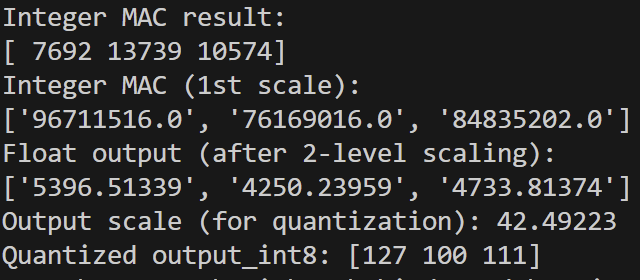 Integer MAC result:
[ 7692 13739 10574]
Integer MAC (1st scale):
['96711516.0', '76169016.0', '84835202.0']
Float output (after 2-level scaling):
['5396.51339', '4250.23959', '4733.81374']
Output scale (for quantization): 42.49223
Quantized output_int8: [127 100 111]